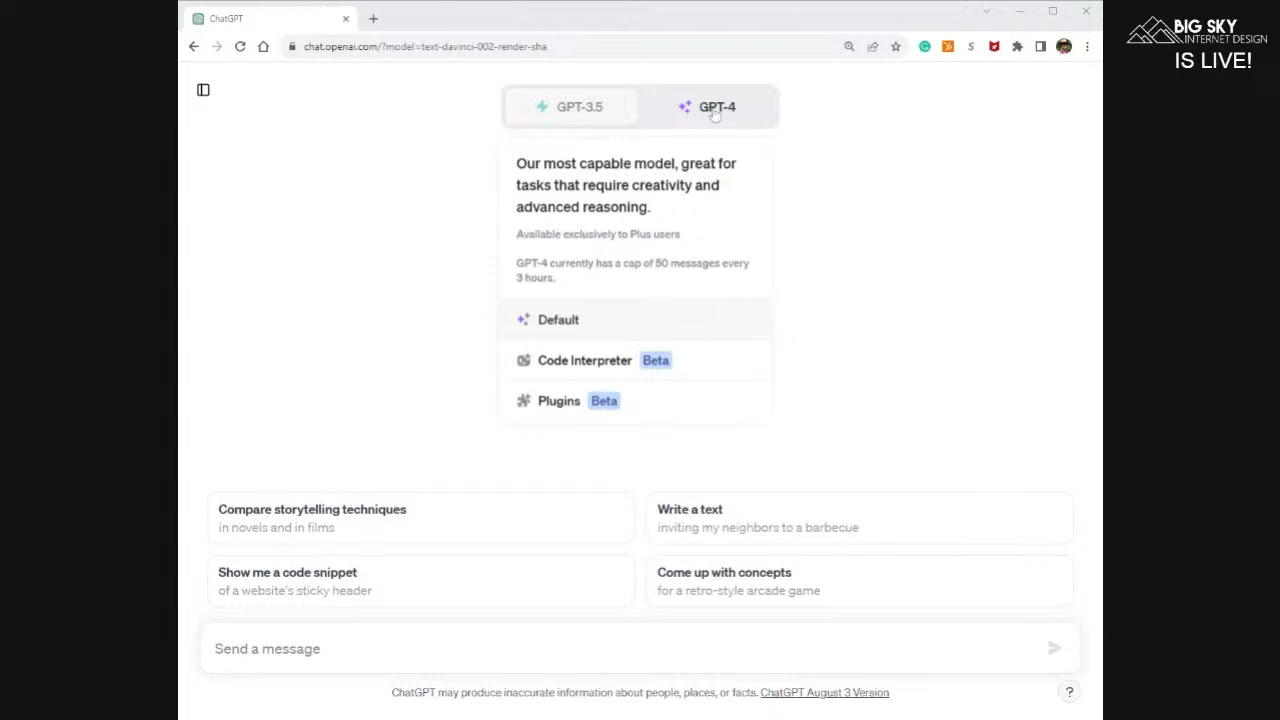 ChatGPT
BIG SKY
INTERNET DESIGN
IS LIVE!
chat.openai.com/?model=text-davinci-002-render-sha
GPT-3.5
GPT-4
Our most capable model, great for
tasks that require creativity and
advanced reasoning.
Available exclusively to Plus users
GPT-4 currently has a cap of 50 messages every
3 hours.
Default
Code Interpreter Beta
Plugins Beta
Compare storytelling techniques
in novels and in films
Write a text
inviting my neighbors to a barbecue
Show me a code snippet
of a website's sticky header
Come up with concepts
for a retro-style arcade game
Send a message
ChatGPT may produce inaccurate information about people, places, or facts. ChatGPT August 3 Version
?